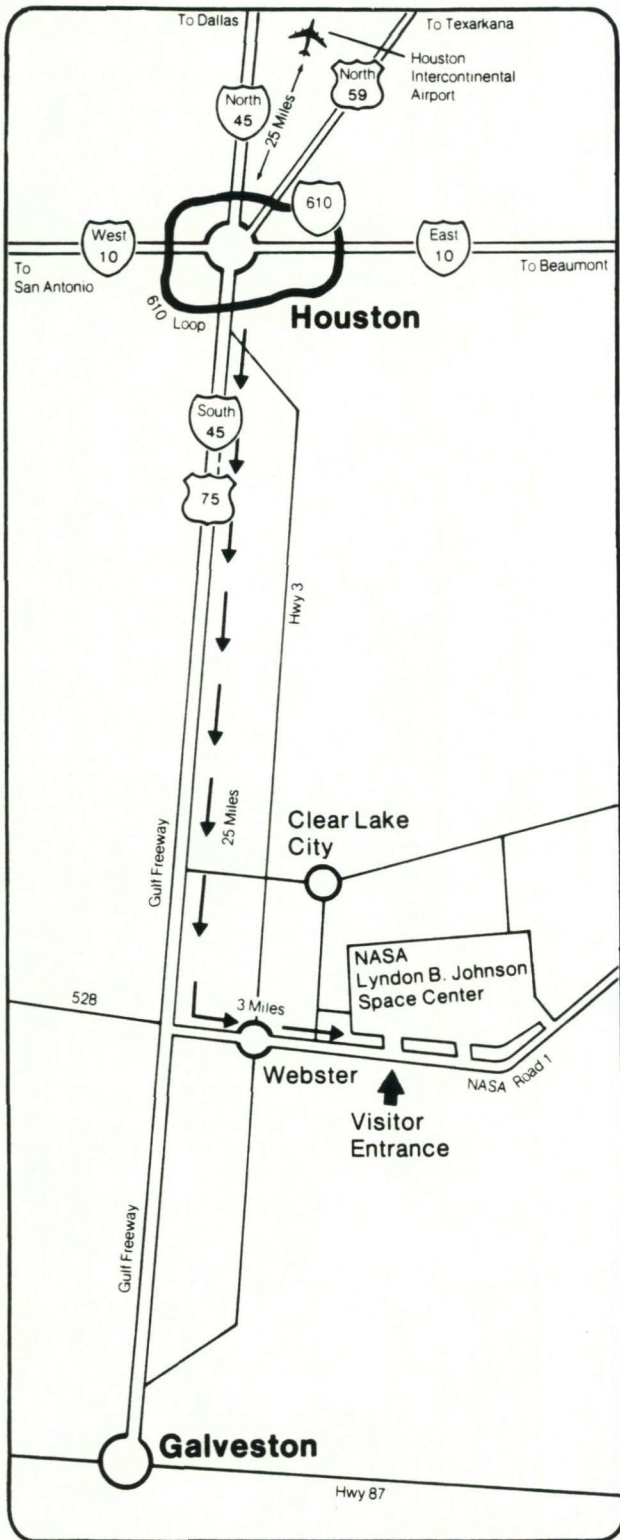 To Dallas
To Texarkana
Houston
Intercontinental
Airport
North
45
25 Miles
North
59
610
West
10
East
10
To
San Antonio
To Beaumont
610 Loop
Houston
South
45
75
Hwy 3
25 Miles
Gulf Freeway
Clear Lake
City
NASA
Lyndon B. Johnson
Space Center
528
3 Miles
Webster
NASA Road 1
Visitor
Entrance
Gulf Freeway
Galveston
Hwy 87